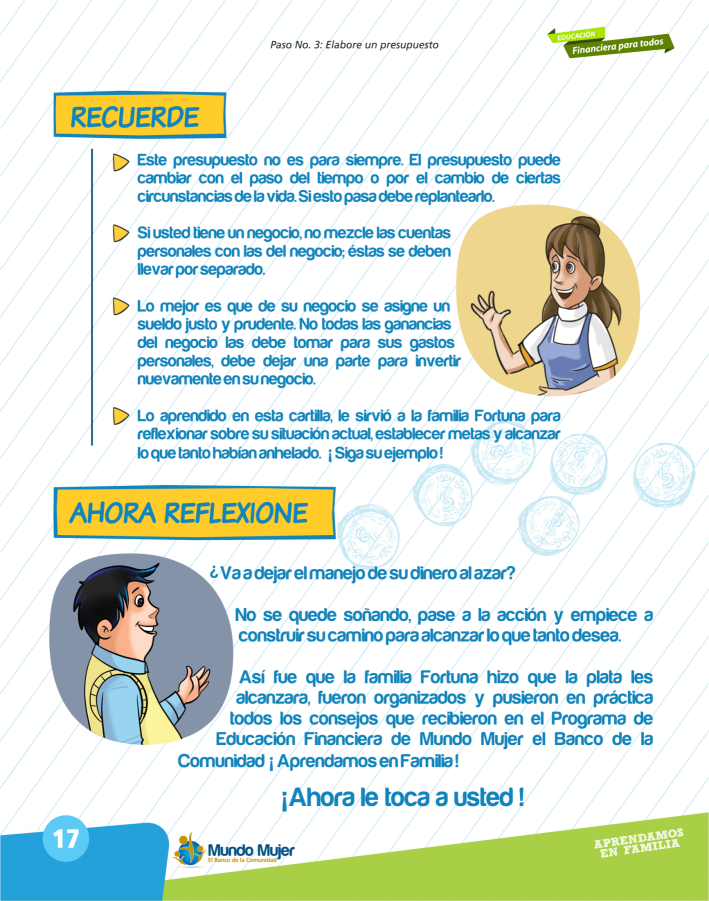 Paso No. 3: Elabore un presupuesto
EDUCACIÓN
Financiera para todos
RECUERDE
Este presupuesto no es para siempre. El presupuesto puede
cambiar con el paso del tiempo o por el cambio de ciertas
circunstancias de la vida. Si esto pasa debe replantearlo.
Si usted tiene un negocio, no mezcle las cuentas
personales con las del negocio; éstas se deben
llevar por separado.
Lo mejor es que de su negocio se asigne un
sueldo justo y prudente. No todas las ganancias
del negocio las debe tomar para sus gastos
personales, debe dejar una parte para invertir
nuevamente en su negocio.
Lo aprendido en esta cartilla, le sirvió a la familia Fortuna para
reflexionar sobre su situación actual, establecer metas y alcanzar
lo que tanto habían anhelado. ¡ Siga su ejemplo !
AHORA REFLEXIONE
¿ Va a dejar el manejo de su dinero al azar?
No se quede soñando, pase a la acción y empiece a
construir su camino para alcanzar lo que tanto desea.
Así fue que la familia Fortuna hizo que la plata les
alcanzara, fueron organizados y pusieron en práctica
todos los consejos que recibieron en el Programa de
Educación Financiera de Mundo Mujer el Banco de la
Comunidad ¡ Aprendamos en Familia !
¡Ahora le toca a usted !
17
Mundo Mujer
El Banco de la Comunidad
APRENDAMOS
EN FAMILIA